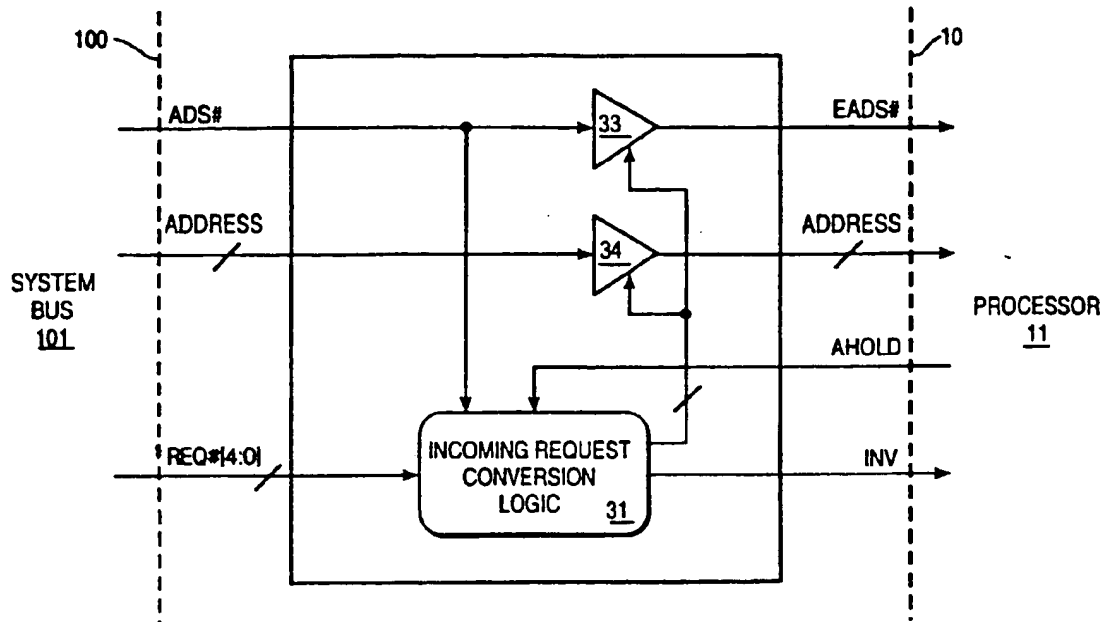 100
10
ADS#
33
EADS#
ADDRESS
34
ADDRESS
SYSTEM
BUS
101
PROCESSOR
11
AHOLD
REQ#[4:0]
INCOMING REQUEST
CONVERSION
LOGIC
31
INV